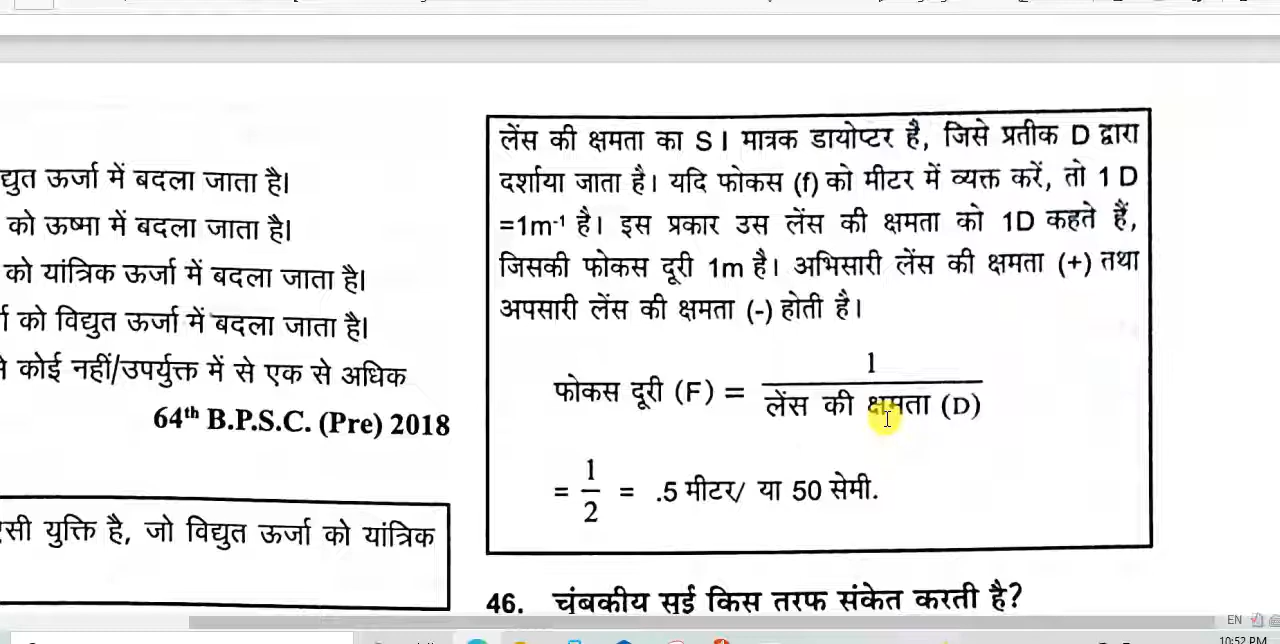 द्युत ऊर्जा में बदला जाता है।
को ऊष्मा में बदला जाता है।
को यांत्रिक ऊर्जा में बदला जाता है।
को विद्युत ऊर्जा में बदला जाता है।
कोई नहीं/उपर्युक्त में से एक से अधिक
64th B.P.S.C. (Pre) 2018
युक्ति है, जो विद्युत ऊर्जा को यांत्रिक
लेंस की क्षमता का S I मात्रक डायोप्टर है, जिसे प्रतीक D द्वारा
दर्शाया जाता है। यदि फोकस (f) को मीटर में व्यक्त करें, तो 1 D
=1m-1 है। इस प्रकार उस लेंस की क्षमता को 1D कहते हैं,
जिसकी फोकस दूरी 1m है। अभिसारी लेंस की क्षमता (+) तथा
अपसारी लेंस की क्षमता (-) होती है।
फोकस दूरी (F) = 1 / लेंस की क्षमता (D)
= 1/2 = .5 मीटर/ या 50 सेमी.
46. चुंबकीय सुई किस तरफ संकेत करती है?
EN
10:52 PM